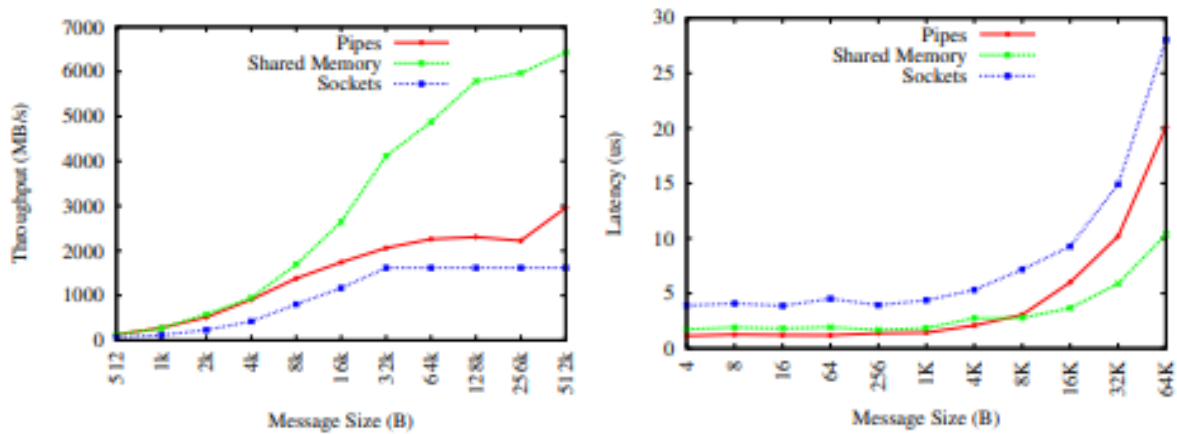 7000
6000
5000
4000
3000
2000
1000
0
Throughput (MB/s)
Pipes
Shared Memory
Sockets
512
1k
2k
4k
8k
16k
32k
64k
128k
256k
512k
Message Size (B)
30
25
20
15
10
5
0
Latency (us)
Pipes
Shared Memory
Sockets
4
8
16
64
256
1K
4K
8K
16K
32K
64K
Message Size (B)